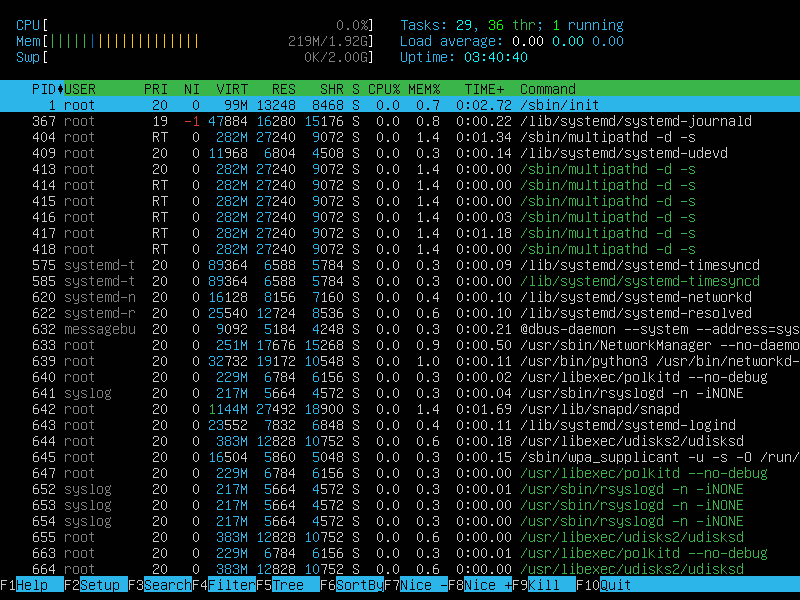 CPU[ 0.0%] Tasks: 29, 36 thr; 1 running
Mem[||||||||||||||||||| 219M/1.92G] Load average: 0.00 0.00 0.00
Swp[ 0K/2.00G] Uptime: 03:40:40
PID♦USER PRI NI VIRT RES SHR S CPU% MEM% TIME+ Command
1 root 20 0 99M 13248 8468 S 0.0 0.7 0:02.72 /sbin/init
367 root 19 -1 47884 16280 15176 S 0.0 0.8 0:00.22 /lib/systemd/systemd-journald
404 root RT 0 282M 27240 9072 S 0.0 1.4 0:01.34 /sbin/multipathd -d -s
409 root 20 0 11968 6804 4508 S 0.0 0.3 0:00.14 /lib/systemd/systemd-udevd
413 root 20 0 282M 27240 9072 S 0.0 1.4 0:00.00 /sbin/multipathd -d -s
414 root RT 0 282M 27240 9072 S 0.0 1.4 0:00.00 /sbin/multipathd -d -s
415 root RT 0 282M 27240 9072 S 0.0 1.4 0:00.00 /sbin/multipathd -d -s
416 root RT 0 282M 27240 9072 S 0.0 1.4 0:00.03 /sbin/multipathd -d -s
417 root RT 0 282M 27240 9072 S 0.0 1.4 0:01.18 /sbin/multipathd -d -s
418 root RT 0 282M 27240 9072 S 0.0 1.4 0:00.00 /sbin/multipathd -d -s
575 systemd-t 20 0 89364 6588 5784 S 0.0 0.3 0:00.09 /lib/systemd/systemd-timesyncd
585 systemd-t 20 0 89364 6588 5784 S 0.0 0.3 0:00.00 /lib/systemd/systemd-timesyncd
620 systemd-n 20 0 16128 8156 7160 S 0.0 0.4 0:00.10 /lib/systemd/systemd-networkd
622 systemd-r 20 0 25540 12724 8536 S 0.0 0.6 0:00.10 /lib/systemd/systemd-resolved
632 messagebu 20 0 9092 5184 4248 S 0.0 0.3 0:00.21 @dbus-daemon --system --address=sys
633 root 20 0 251M 17676 15268 S 0.0 0.9 0:00.50 /usr/sbin/NetworkManager --no-daemo
639 root 20 0 32732 19172 10548 S 0.0 1.0 0:00.11 /usr/bin/python3 /usr/bin/networkd-
640 root 20 0 229M 6784 6156 S 0.0 0.3 0:00.02 /usr/libexec/polkitd --no-debug
641 syslog 20 0 217M 5664 4572 S 0.0 0.3 0:00.04 /usr/sbin/rsyslogd -n -iNONE
642 root 20 0 1144M 27492 18900 S 0.0 1.4 0:01.69 /usr/lib/snapd/snapd
643 root 20 0 23552 7832 6848 S 0.0 0.4 0:00.11 /lib/systemd/systemd-logind
644 root 20 0 383M 12828 10752 S 0.0 0.6 0:00.18 /usr/libexec/udisks2/udisksd
645 root 20 0 16504 5860 5048 S 0.0 0.3 0:00.15 /sbin/wpa_supplicant -u -s -O /run/
647 root 20 0 229M 6784 6156 S 0.0 0.3 0:00.00 /usr/libexec/polkitd --no-debug
652 syslog 20 0 217M 5664 4572 S 0.0 0.3 0:00.01 /usr/sbin/rsyslogd -n -iNONE
653 syslog 20 0 217M 5664 4572 S 0.0 0.3 0:00.00 /usr/sbin/rsyslogd -n -iNONE
654 syslog 20 0 217M 5664 4572 S 0.0 0.3 0:00.01 /usr/sbin/rsyslogd -n -iNONE
655 root 20 0 383M 12828 10752 S 0.0 0.6 0:00.00 /usr/libexec/udisks2/udisksd
663 root 20 0 229M 6784 6156 S 0.0 0.3 0:00.01 /usr/libexec/polkitd --no-debug
664 root 20 0 383M 12828 10752 S 0.0 0.6 0:00.00 /usr/libexec/udisks2/udisksd
F1Help F2Setup F3SearchF4FilterF5Tree F6SortByF7Nice -F8Nice +F9Kill F10Quit